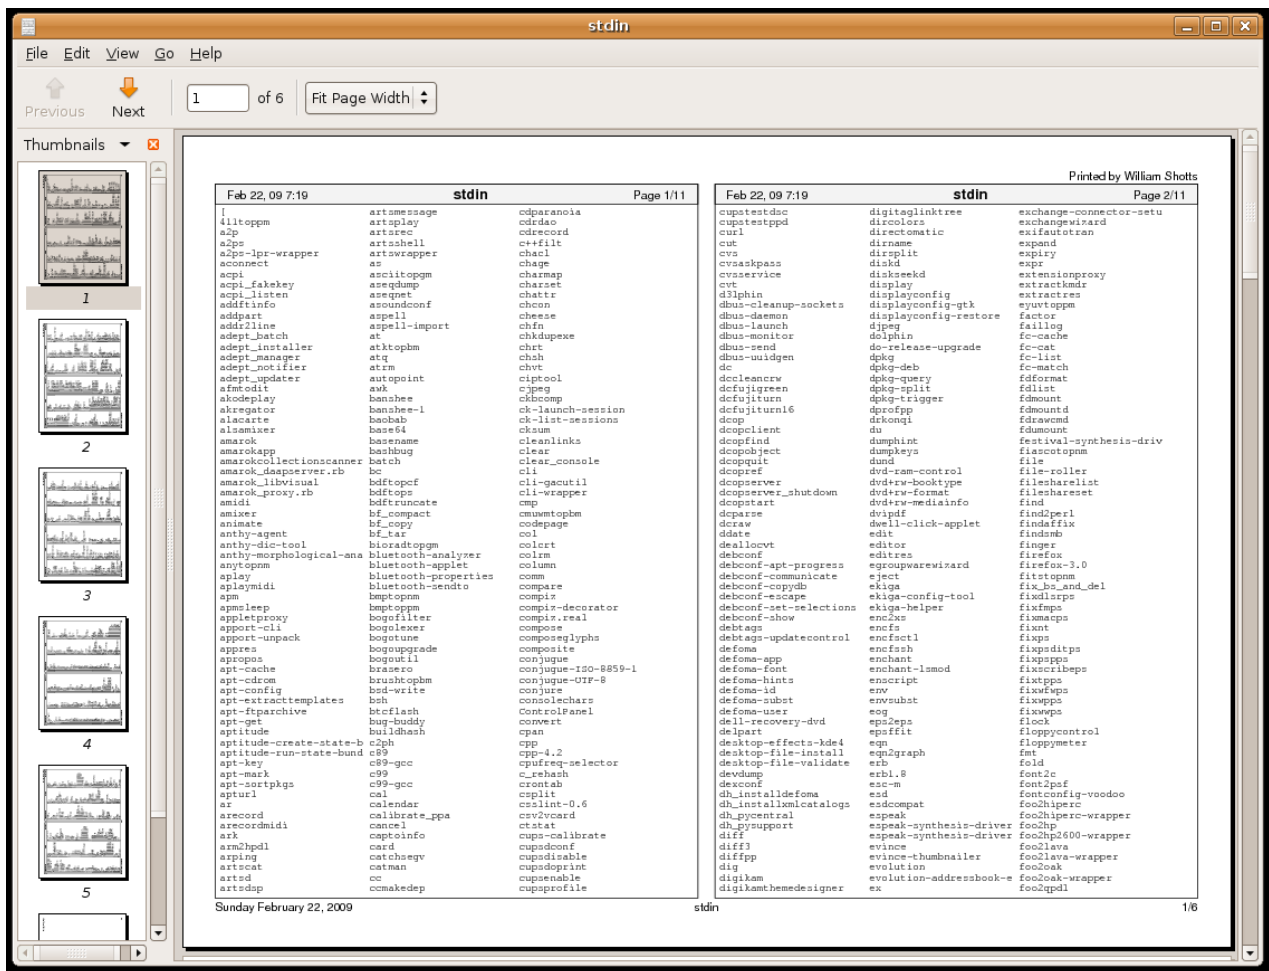 stdin
File Edit View Go Help
Previous Next
1 of 6 Fit Page Width
Thumbnails
1
2
3
4
5
Printed by William Shotts
Feb 22, 09 7:19 stdin Page 1/11
[
411toppm
a2p
a2ps
a2ps-lpr-wrapper
aconnect
acpi
acpi_fakekey
acpi_listen
addftinfo
addpart
addr2line
adept_batch
adept_installer
adept_manager
adept_notifier
adept_updater
afmtodit
akodeplay
akregator
alacarte
alsamixer
amarok
amarokapp
amarokcollectionscanner
amarok_daapserver.rb
amarok_libvisual
amarok_proxy.rb
amidi
amixer
animate
anthy-agent
anthy-dic-tool
anthy-morphological-ana
anytopnm
aplay
aplaymidi
apm
apmsleep
appletproxy
apport-cli
apport-unpack
appres
apropos
apt-cache
apt-cdrom
apt-config
apt-extracttemplates
apt-ftparchive
apt-get
aptitude
aptitude-create-state-b
aptitude-run-state-bund
apt-key
apt-mark
apt-sortpkgs
apturl
ar
arecord
arecordmidi
ark
arm2hpdl
arping
artscat
artsd
artsdsp
artsmessage
artsplay
artsrec
artsshell
artswrapper
as
asciitopgm
aseqdump
aseqnet
asoundconf
aspell
aspell-import
at
atktopbm
atq
atrm
autopoint
awk
banshee
banshee-1
baobab
base64
basename
bashbug
batch
bc
bdftopcf
bdftops
bdftruncate
bf_compact
bf_copy
bf_tar
bioradtopgm
bluetooth-analyzer
bluetooth-applet
bluetooth-properties
bluetooth-sendto
bmptopnm
bmptoppm
bogofilter
bogolexer
bogotune
bogoupgrade
bogoutil
brasero
brushtopbm
bsd-write
bsh
btcflash
bug-buddy
buildhash
c2ph
c89
c89-gcc
c99
c99-gcc
cal
calendar
calibrate_ppa
cancel
captoinfo
card
catchsegv
catman
cc
ccmakedep
cdparanoia
cdrdao
cdrecord
c++filt
chacl
chage
charmap
charset
chattr
chcon
cheese
chfn
chkdupexe
chrt
chsh
chvt
ciptool
cjpeg
ckbcomp
ck-launch-session
ck-list-sessions
cksum
cleanlinks
clear
clear_console
cli
cli-gacutil
cli-wrapper
cmp
cmuwmtopbm
codepage
col
colcrt
colrm
column
comm
compare
compiz
compiz-decorator
compiz.real
compose
composeglyphs
composite
conjugue
conjugue-ISO-8859-1
conjugue-UTF-8
conjure
consolechars
ControlPanel
convert
cpan
cpp
cpp-4.2
cpufreq-selector
c_rehash
crontab
csplit
csslint-0.6
csv2vcard
ctstat
cups-calibrate
cupsdconf
cupsdisable
cupsdoprint
cupsenable
cupsprofile
Feb 22, 09 7:19 stdin Page 2/11
cupstestdsc
cupstestppd
curl
cut
cvs
cvsaskpass
cvsservice
cvt
d3lphin
dbus-cleanup-sockets
dbus-daemon
dbus-launch
dbus-monitor
dbus-send
dbus-uuidgen
dc
dccleancrw
dcfujigreen
dcfujiturn
dcfujiturn16
dcop
dcopclient
dcopfind
dcopobject
dcopquit
dcopref
dcopserver
dcopserver_shutdown
dcopstart
dcparse
dcraw
ddate
deallocvt
debconf
debconf-apt-progress
debconf-communicate
debconf-copydb
debconf-escape
debconf-set-selections
debconf-show
debtags
debtags-updatecontrol
defoma
defoma-app
defoma-font
defoma-hints
defoma-id
defoma-subst
defoma-user
dell-recovery-dvd
delpart
desktop-effects-kde4
desktop-file-install
desktop-file-validate
devdump
dexconf
dh_installdefoma
dh_installxmlcatalogs
dh_pycentral
dh_pysupport
diff
diff3
diffpp
dig
digikam
digikamthemedesigner
digitaglinktree
dircolors
directomatic
dirname
dirsplit
diskd
diskseekd
display
displayconfig
displayconfig-gtk
displayconfig-restore
djpeg
dolphin
do-release-upgrade
dpkg
dpkg-deb
dpkg-query
dpkg-split
dpkg-trigger
dprofpp
drkonqi
du
dumphint
dumpkeys
dund
dvd-ram-control
dvd+rw-booktype
dvd+rw-format
dvd+rw-mediainfo
dvipdf
dwell-click-applet
edit
editor
editres
egroupwarewizard
eject
ekiga
ekiga-config-tool
ekiga-helper
enc2xs
encfs
encfsctl
encfssh
enchant
enchant-lsmod
enscript
env
envsubst
eog
eps2eps
epsffit
eqn
eqn2graph
erb
erb1.8
esc-m
esd
esdcompat
espeak
espeak-synthesis-driver
evince
evince-thumbnailer
evolution
evolution-addressbook-e
ex
exchange-connector-setu
exchangewizard
exifautotran
expand
expiry
expr
extensionproxy
extractkmdr
extractres
eyuvtoppm
factor
faillog
fc-cache
fc-cat
fc-list
fc-match
fdformat
fdlist
fdmount
fdmountd
fdrawcmd
fdumount
festival-synthesis-driv
fiascotopnm
file
file-roller
filesharelist
fileshareset
find
find2perl
findaffix
findsmb
finger
firefox
firefox-3.0
fitstopnm
fix_bs_and_del
fixdlsrps
fixfmps
fixmacps
fixnt
fixps
fixpsditps
fixpspps
fixscribeps
fixtpps
fixwfwps
fixwpps
fixwwps
flock
floppycontrol
floppymeter
fmt
fold
font2c
font2psf
fontconfig-voodoo
foo2hiperc
foo2hiperc-wrapper
foo2hp
foo2hp2600-wrapper
foo2lava
foo2lava-wrapper
foo2oak
foo2oak-wrapper
foo2qpdl
Sunday February 22, 2009 stdin 1/6